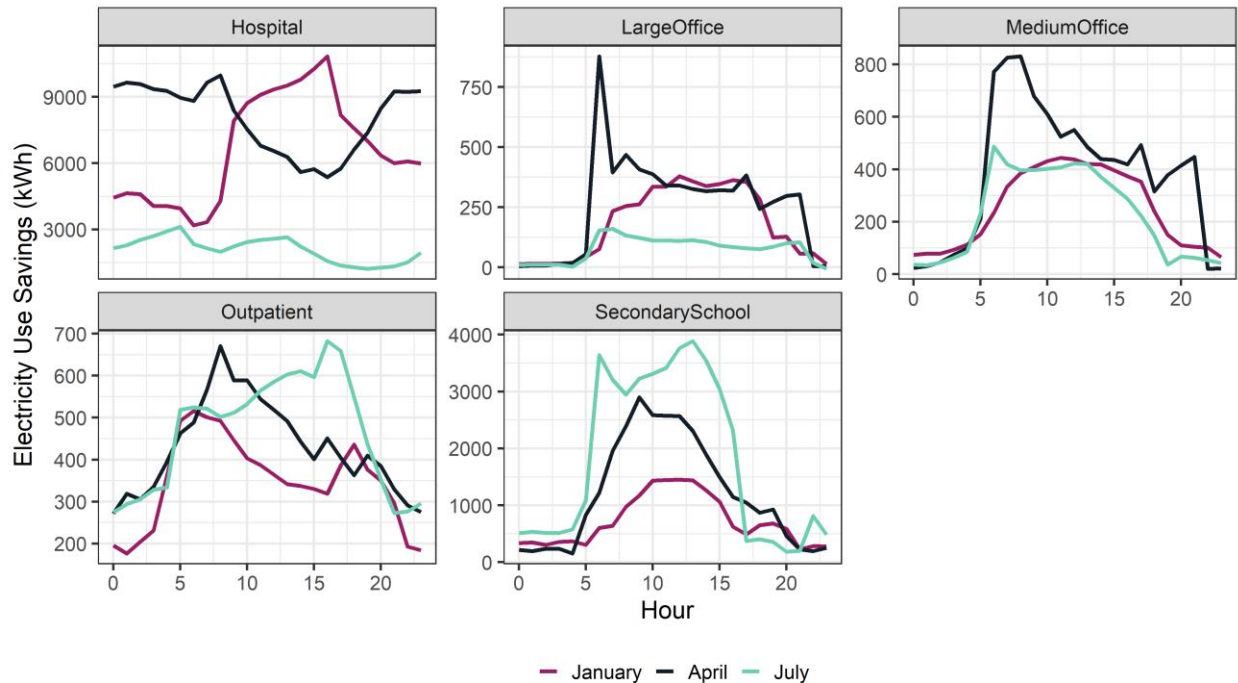 Hospital
LargeOffice
MediumOffice
Electricity Use Savings (kWh)
9000
6000
3000
750
500
250
0
800
600
400
200
0
0 5 10 15 20
Outpatient
SecondarySchool
700
600
500
400
300
200
4000
3000
2000
1000
0
0 5 10 15 20
0 5 10 15 20
Hour
January April July